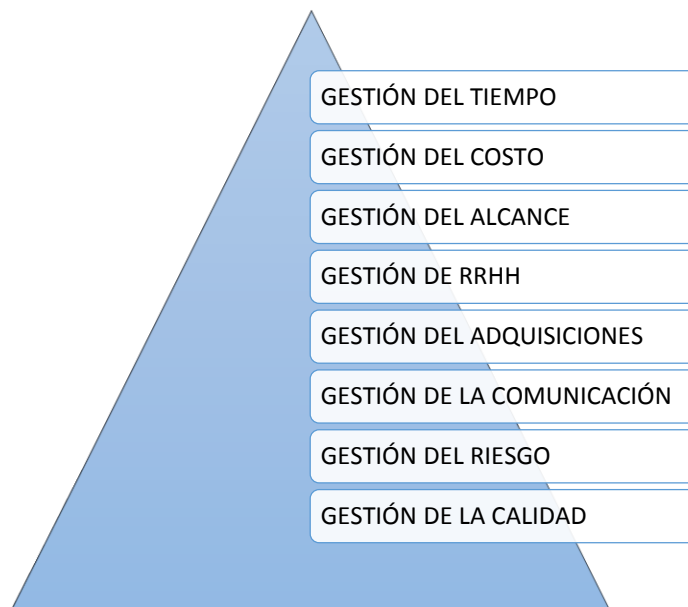 GESTIÓN DEL TIEMPO
GESTIÓN DEL COSTO
GESTIÓN DEL ALCANCE
GESTIÓN DE RRHH
GESTIÓN DEL ADQUISICIONES
GESTIÓN DE LA COMUNICACIÓN
GESTIÓN DEL RIESGO
GESTIÓN DE LA CALIDAD